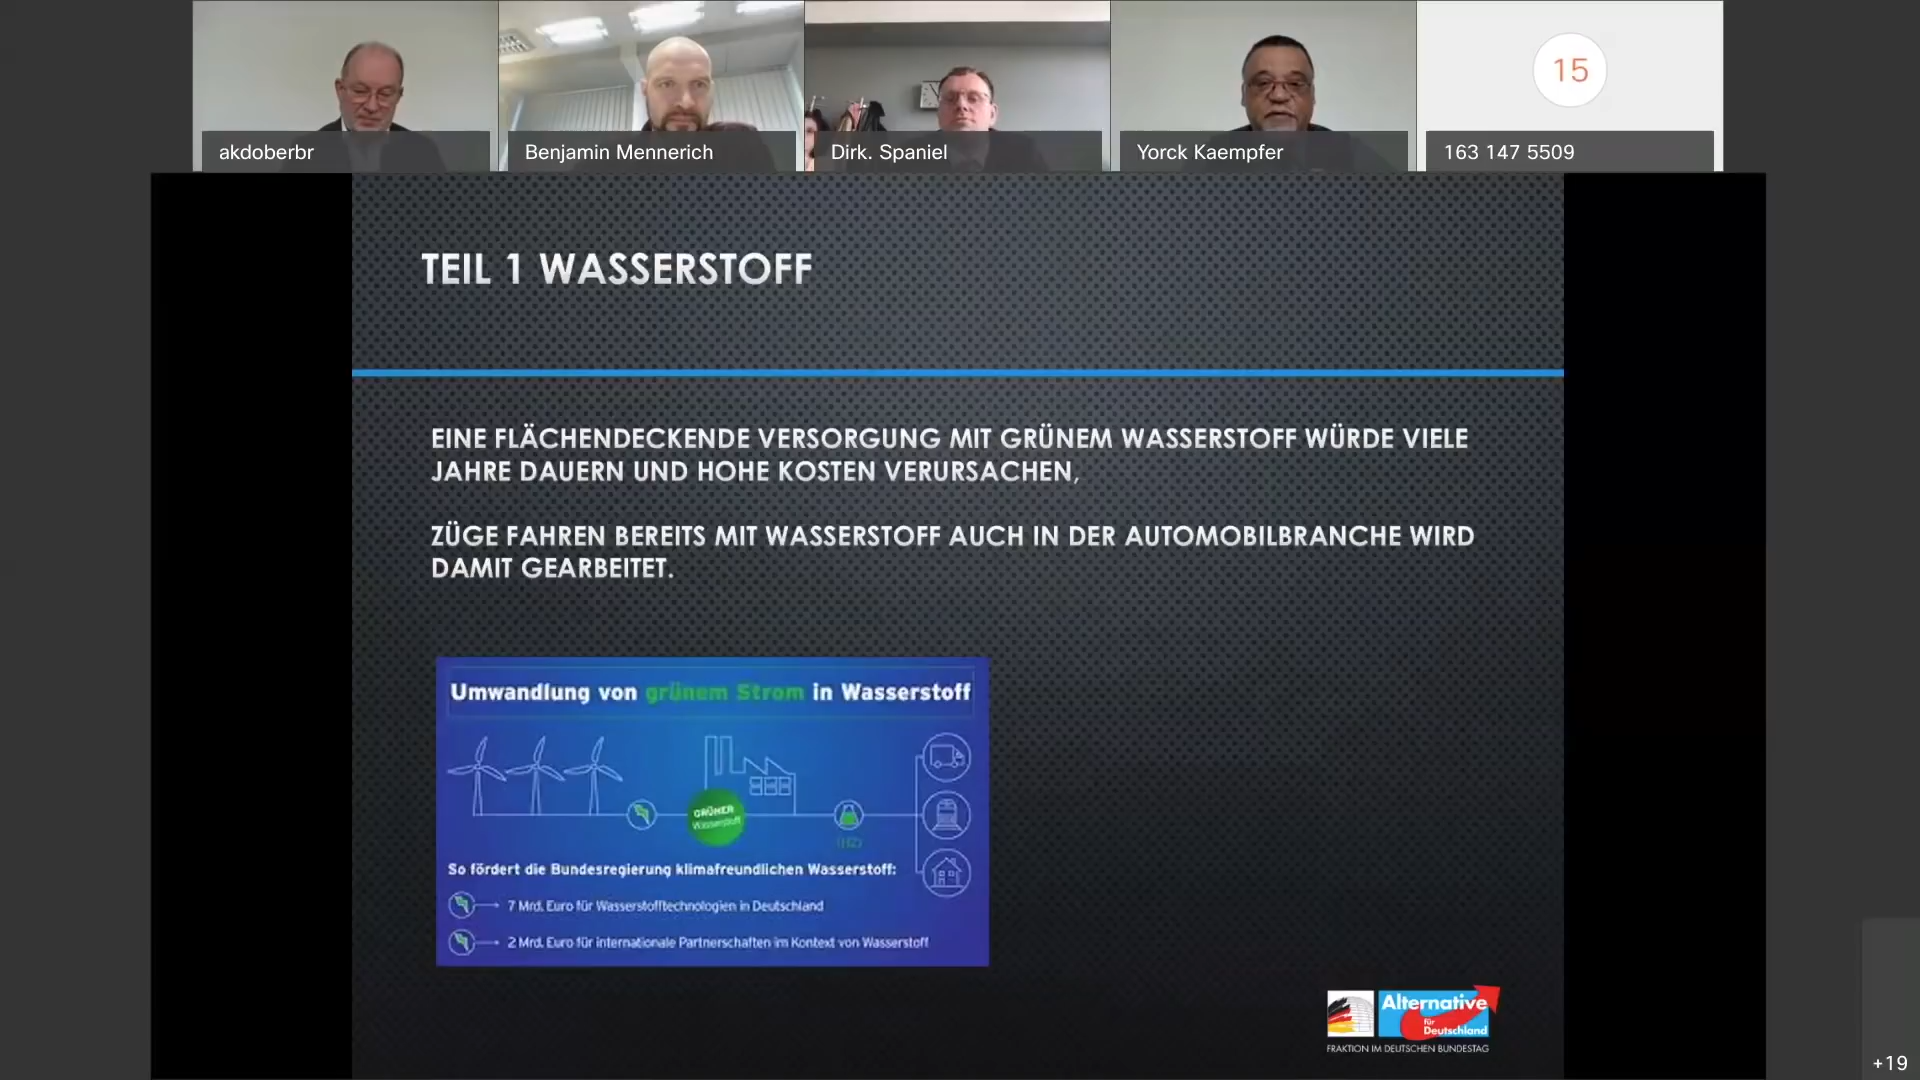 akdoberbr
Benjamin Mennerich
Dirk. Spaniel
Yorck Kaempfer
15
163 147 5509
TEIL 1 WASSERSTOFF
EINE FLÄCHENDECKENDE VERSORGUNG MIT GRÜNEM WASSERSTOFF WÜRDE VIELE
JAHRE DAUERN UND HOHE KOSTEN VERURSACHEN,
ZÜGE FAHREN BEREITS MIT WASSERSTOFF AUCH IN DER AUTOMOBILBRANCHE WIRD
DAMIT GEARBEITET.
Umwandlung von grünem Strom in Wasserstoff
GRÜNER
Wasserstoff
(H2)
So fördert die Bundesregierung klimafreundlichen Wasserstoff:
7 Mrd. Euro für Wasserstofftechnologien in Deutschland
2 Mrd. Euro für internationale Partnerschaften im Kontext von Wasserstoff
Alternative
für
Deutschland
FRAKTION IM DEUTSCHEN BUNDESTAG
+19